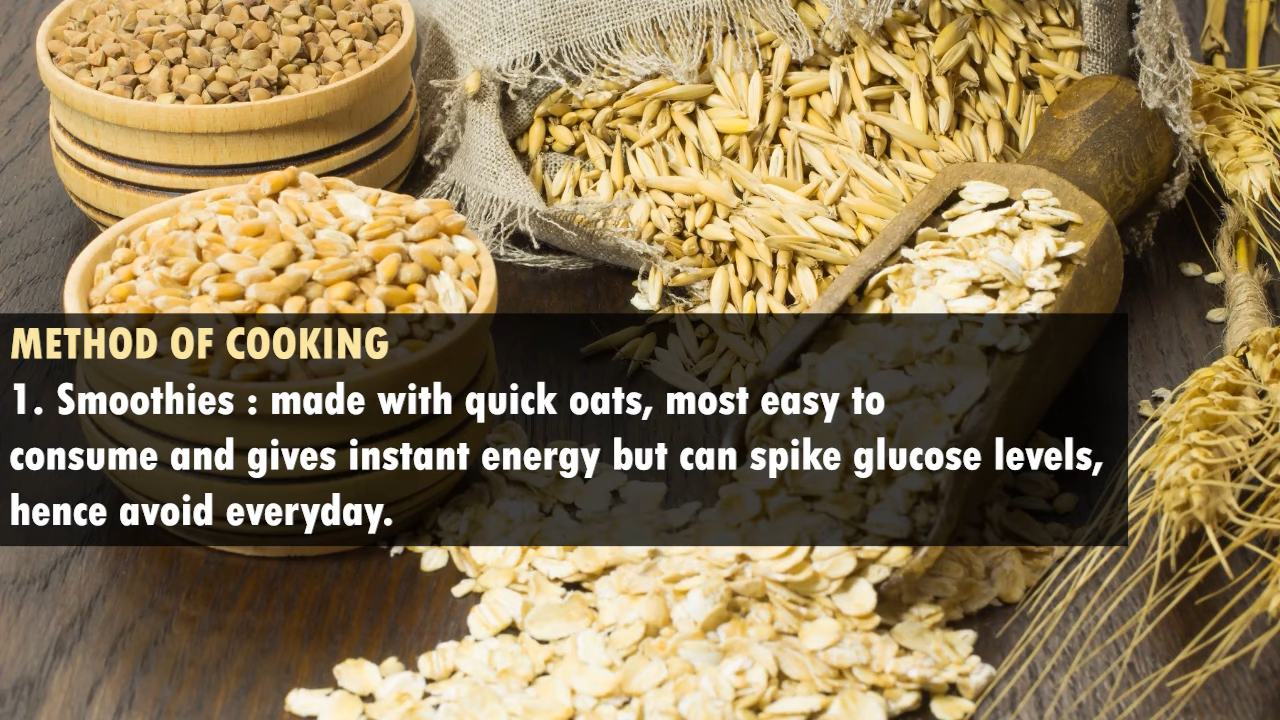 METHOD OF COOKING
1. Smoothies : made with quick oats, most easy to
consume and gives instant energy but can spike glucose levels,
hence avoid everyday.